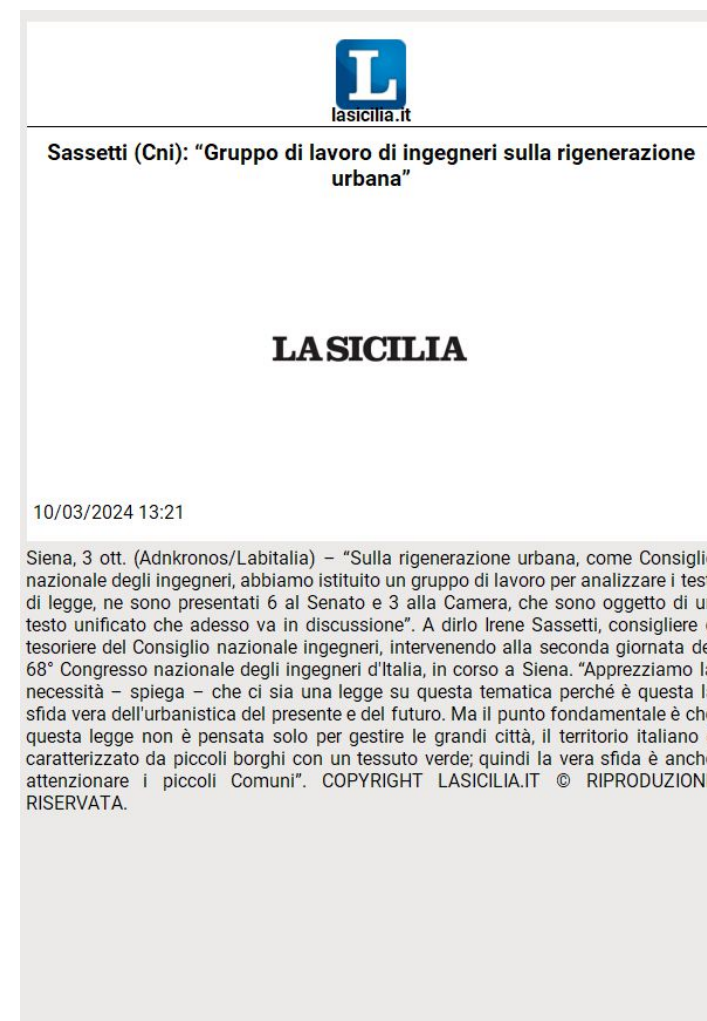 L
lasicilia.it
Sassetti (Cni): “Gruppo di lavoro di ingegneri sulla rigenerazione
urbana”
LA SICILIA
10/03/2024 13:21
Siena, 3 ott. (Adnkronos/Labitalia) – “Sulla rigenerazione urbana, come Consigli
nazionale degli ingegneri, abbiamo istituito un gruppo di lavoro per analizzare i test
di legge, ne sono presentati 6 al Senato e 3 alla Camera, che sono oggetto di u
testo unificato che adesso va in discussione”. A dirlo Irene Sassetti, consigliere
tesoriere del Consiglio nazionale ingegneri, intervenendo alla seconda giornata de
68° Congresso nazionale degli ingegneri d'Italia, in corso a Siena. “Apprezziamo l
necessità – spiega – che ci sia una legge su questa tematica perché è questa l
sfida vera dell'urbanistica del presente e del futuro. Ma il punto fondamentale è ch
questa legge non è pensata solo per gestire le grandi città, il territorio italiano
caratterizzato da piccoli borghi con un tessuto verde; quindi la vera sfida è anch
attenzionare i piccoli Comuni”. COPYRIGHT LASICILIA.IT © RIPRODUZION
RISERVATA.